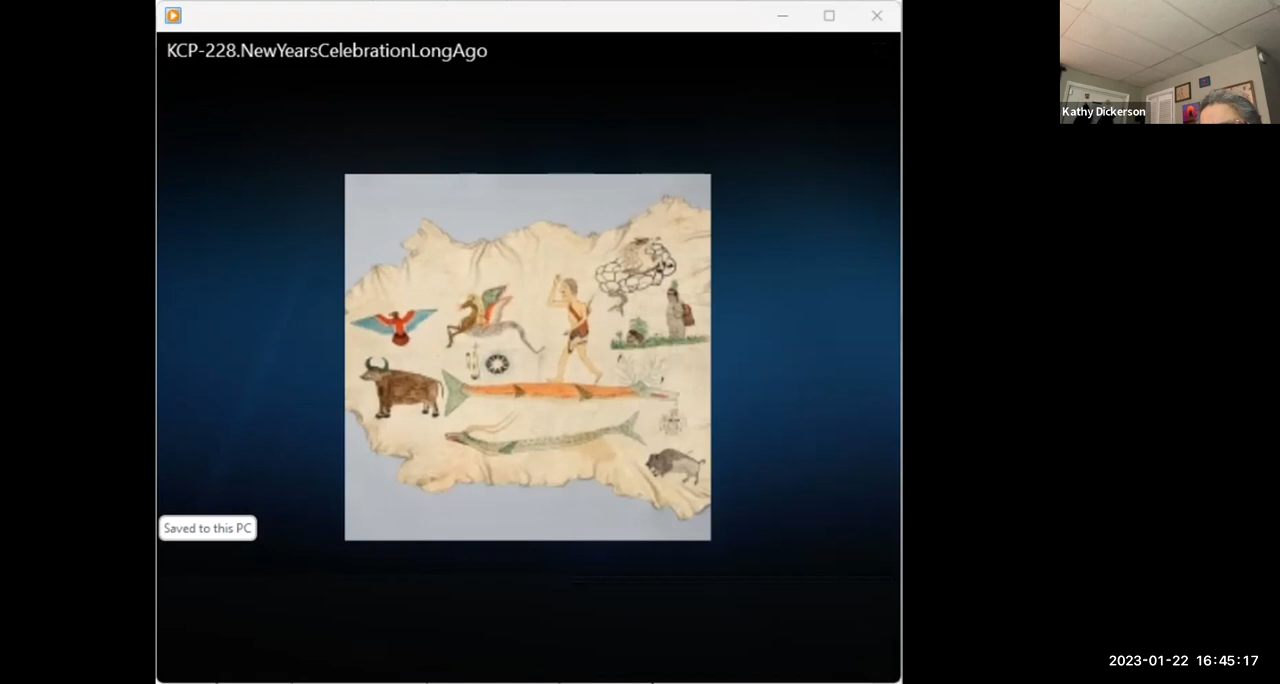 KCP-228.NewYearsCelebrationLongAgo
Kathy Dickerson
Saved to this PC
2023-01-22 16:45:17